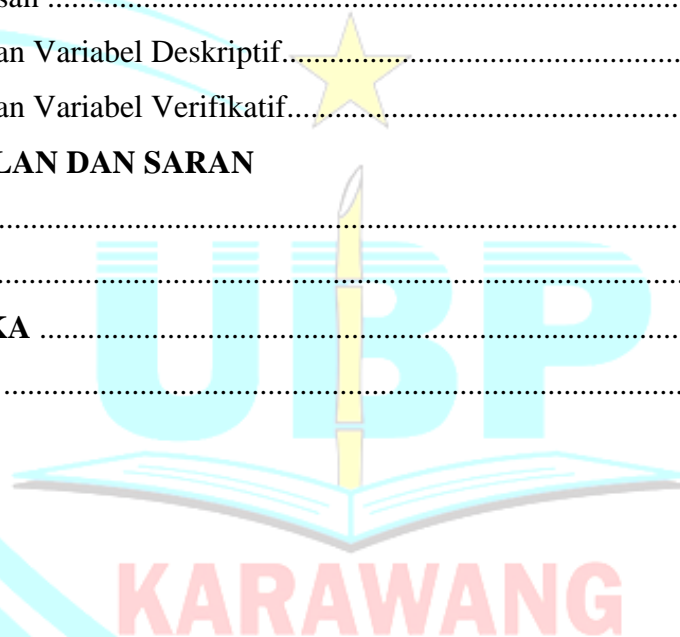 an Variabel Deskriptif..........................................................
an Variabel Verifikatif..........................................................
LAN DAN SARAN
..........................................................................................
..........................................................................................
KA ....................................................................................
..........................................................................................
UBP
KARAWANG